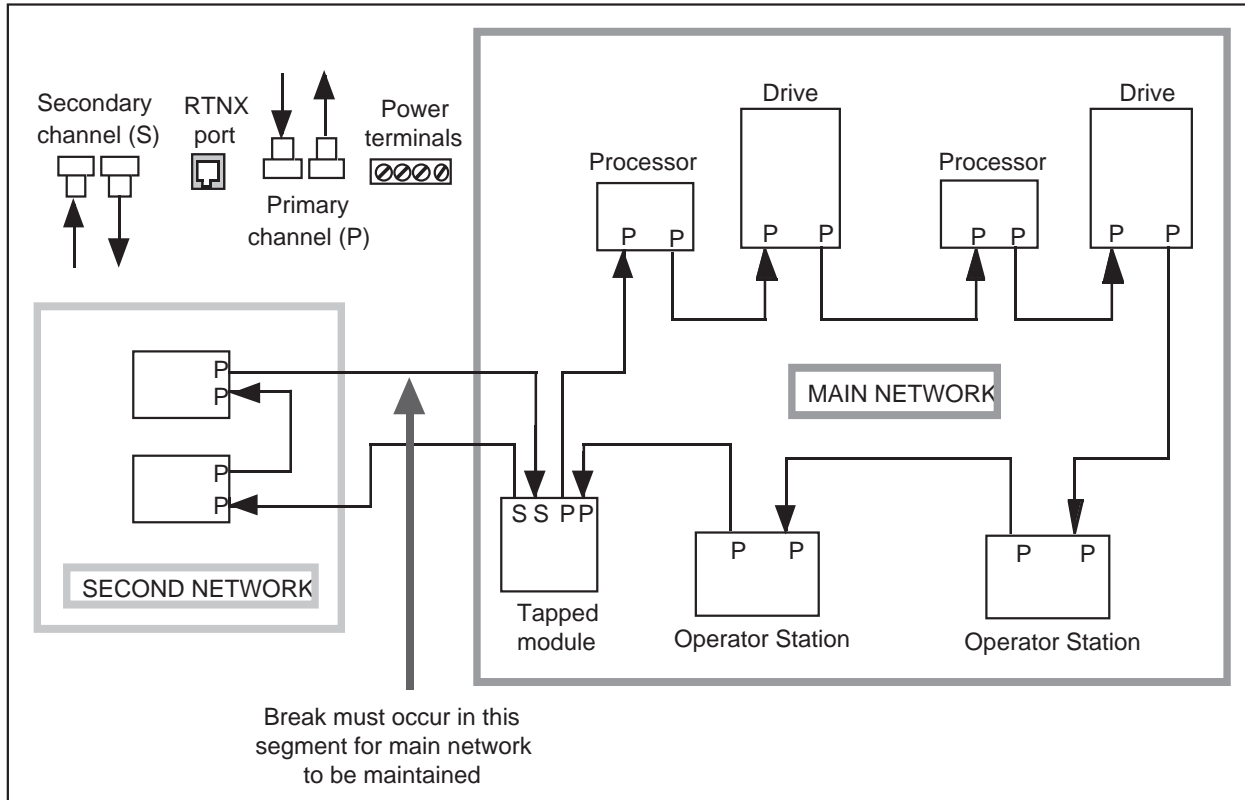 Secondary
channel (S)
RTNX
port
Primary
channel (P)
Power
terminals
Processor
P P
Drive
P P
Processor
P P
Drive
P P
MAIN NETWORK
P
P
P
P
SECOND NETWORK
S S P P
Tapped
module
P P
Operator Station
P P
Operator Station
Break must occur in this
segment for main network
to be maintained